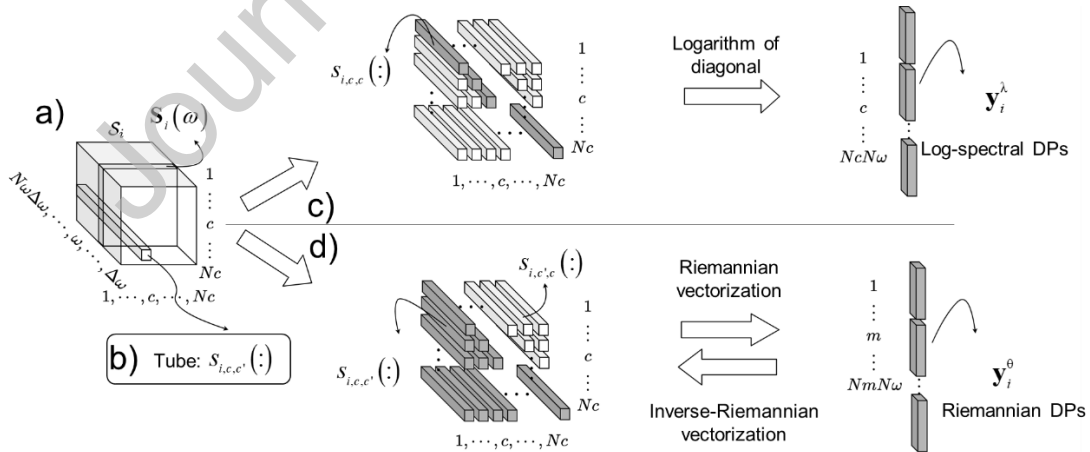 Journ
a)
S_i
S_i(ω)
NωΔω, ⋯, ω, ⋯, Δω
1
⋮
c
⋮
Nc
1, ⋯, c, ⋯, Nc
b) Tube: s_{i,c,c'}(:)
c)
s_{i,c,c}(:)
1
⋮
c
⋮
Nc
1, ⋯, c, ⋯, Nc
Logarithm of
diagonal
1
⋮
c
⋮
NcNω
y_i^λ
Log-spectral DPs
d)
s_{i,c',c}(:)
s_{i,c,c'}(:)
1
⋮
c
⋮
Nc
1, ⋯, c, ⋯, Nc
Riemannian
vectorization
Inverse-Riemannian
vectorization
1
⋮
m
⋮
NmNω
y_i^θ
Riemannian DPs